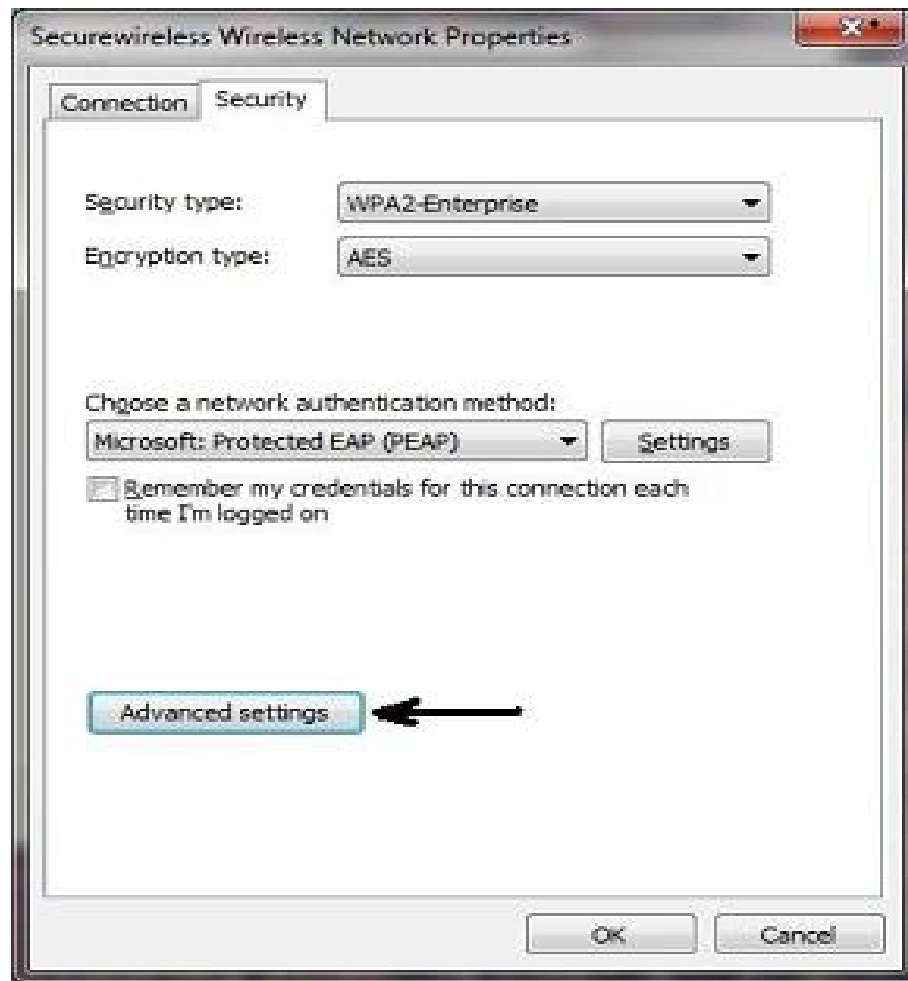 Securewireless Wireless Network Properties
Connection Security
Security type: WPA2-Enterprise
Encryption type: AES
Choose a network authentication method:
Microsoft: Protected EAP (PEAP) Settings
Remember my credentials for this connection each
time I'm logged on
Advanced settings
OK Cancel